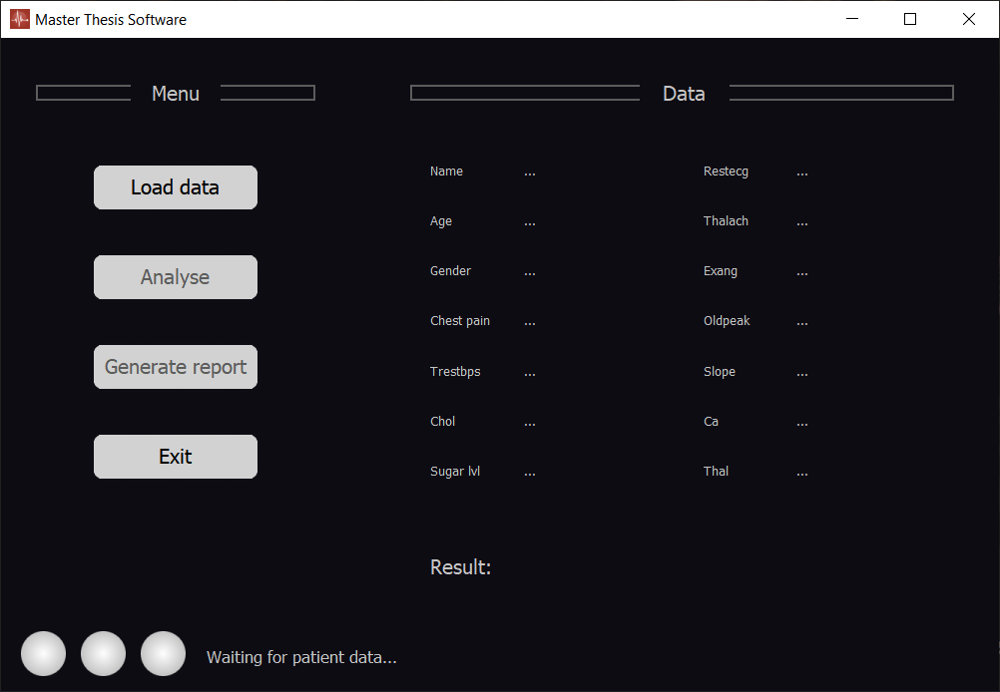 Master Thesis Software
Menu
Data
Load data
Analyse
Generate report
Exit
Name ...
Age ...
Gender ...
Chest pain ...
Trestbps ...
Chol ...
Sugar lvl ...
Restecg ...
Thalach ...
Exang ...
Oldpeak ...
Slope ...
Ca ...
Thal ...
Result:
Waiting for patient data...